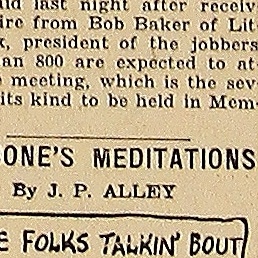 aid last night after receiv
ire from Bob Baker of Lit-
k, president of the jobbers
an 800 are expected to at-
e meeting, which is the sev-
its kind to be held in Mem-
ONE'S MEDITATIONS
By J. P. ALLEY
E FOLKS TALKIN' BOUT